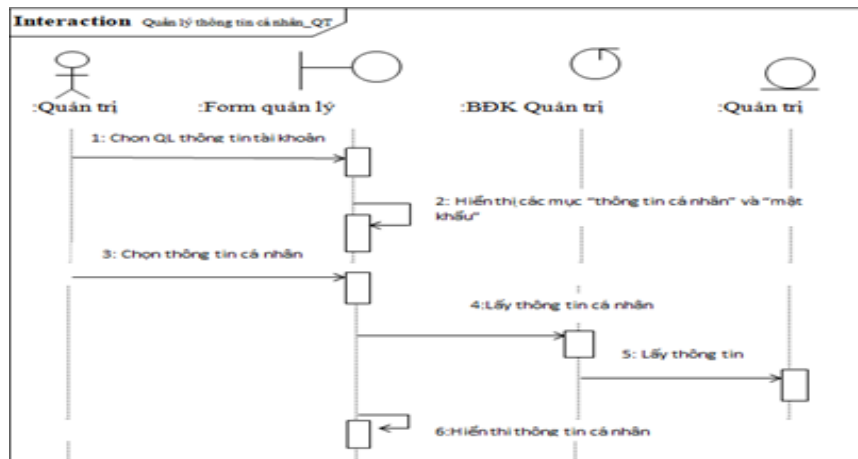 Interaction Quản lý thông tin cá nhân_QT
:Quản trị :Form quản lý :BĐK Quản trị :Quản trị
1: Chọn QL thông tin tài khoản
2: Hiển thị các mục "thông tin cá nhân" và "mật
khẩu"
3: Chọn thông tin cá nhân
4:Lấy thông tin cá nhân
5: Lấy thông tin
6:Hiển thi thông tin cá nhân